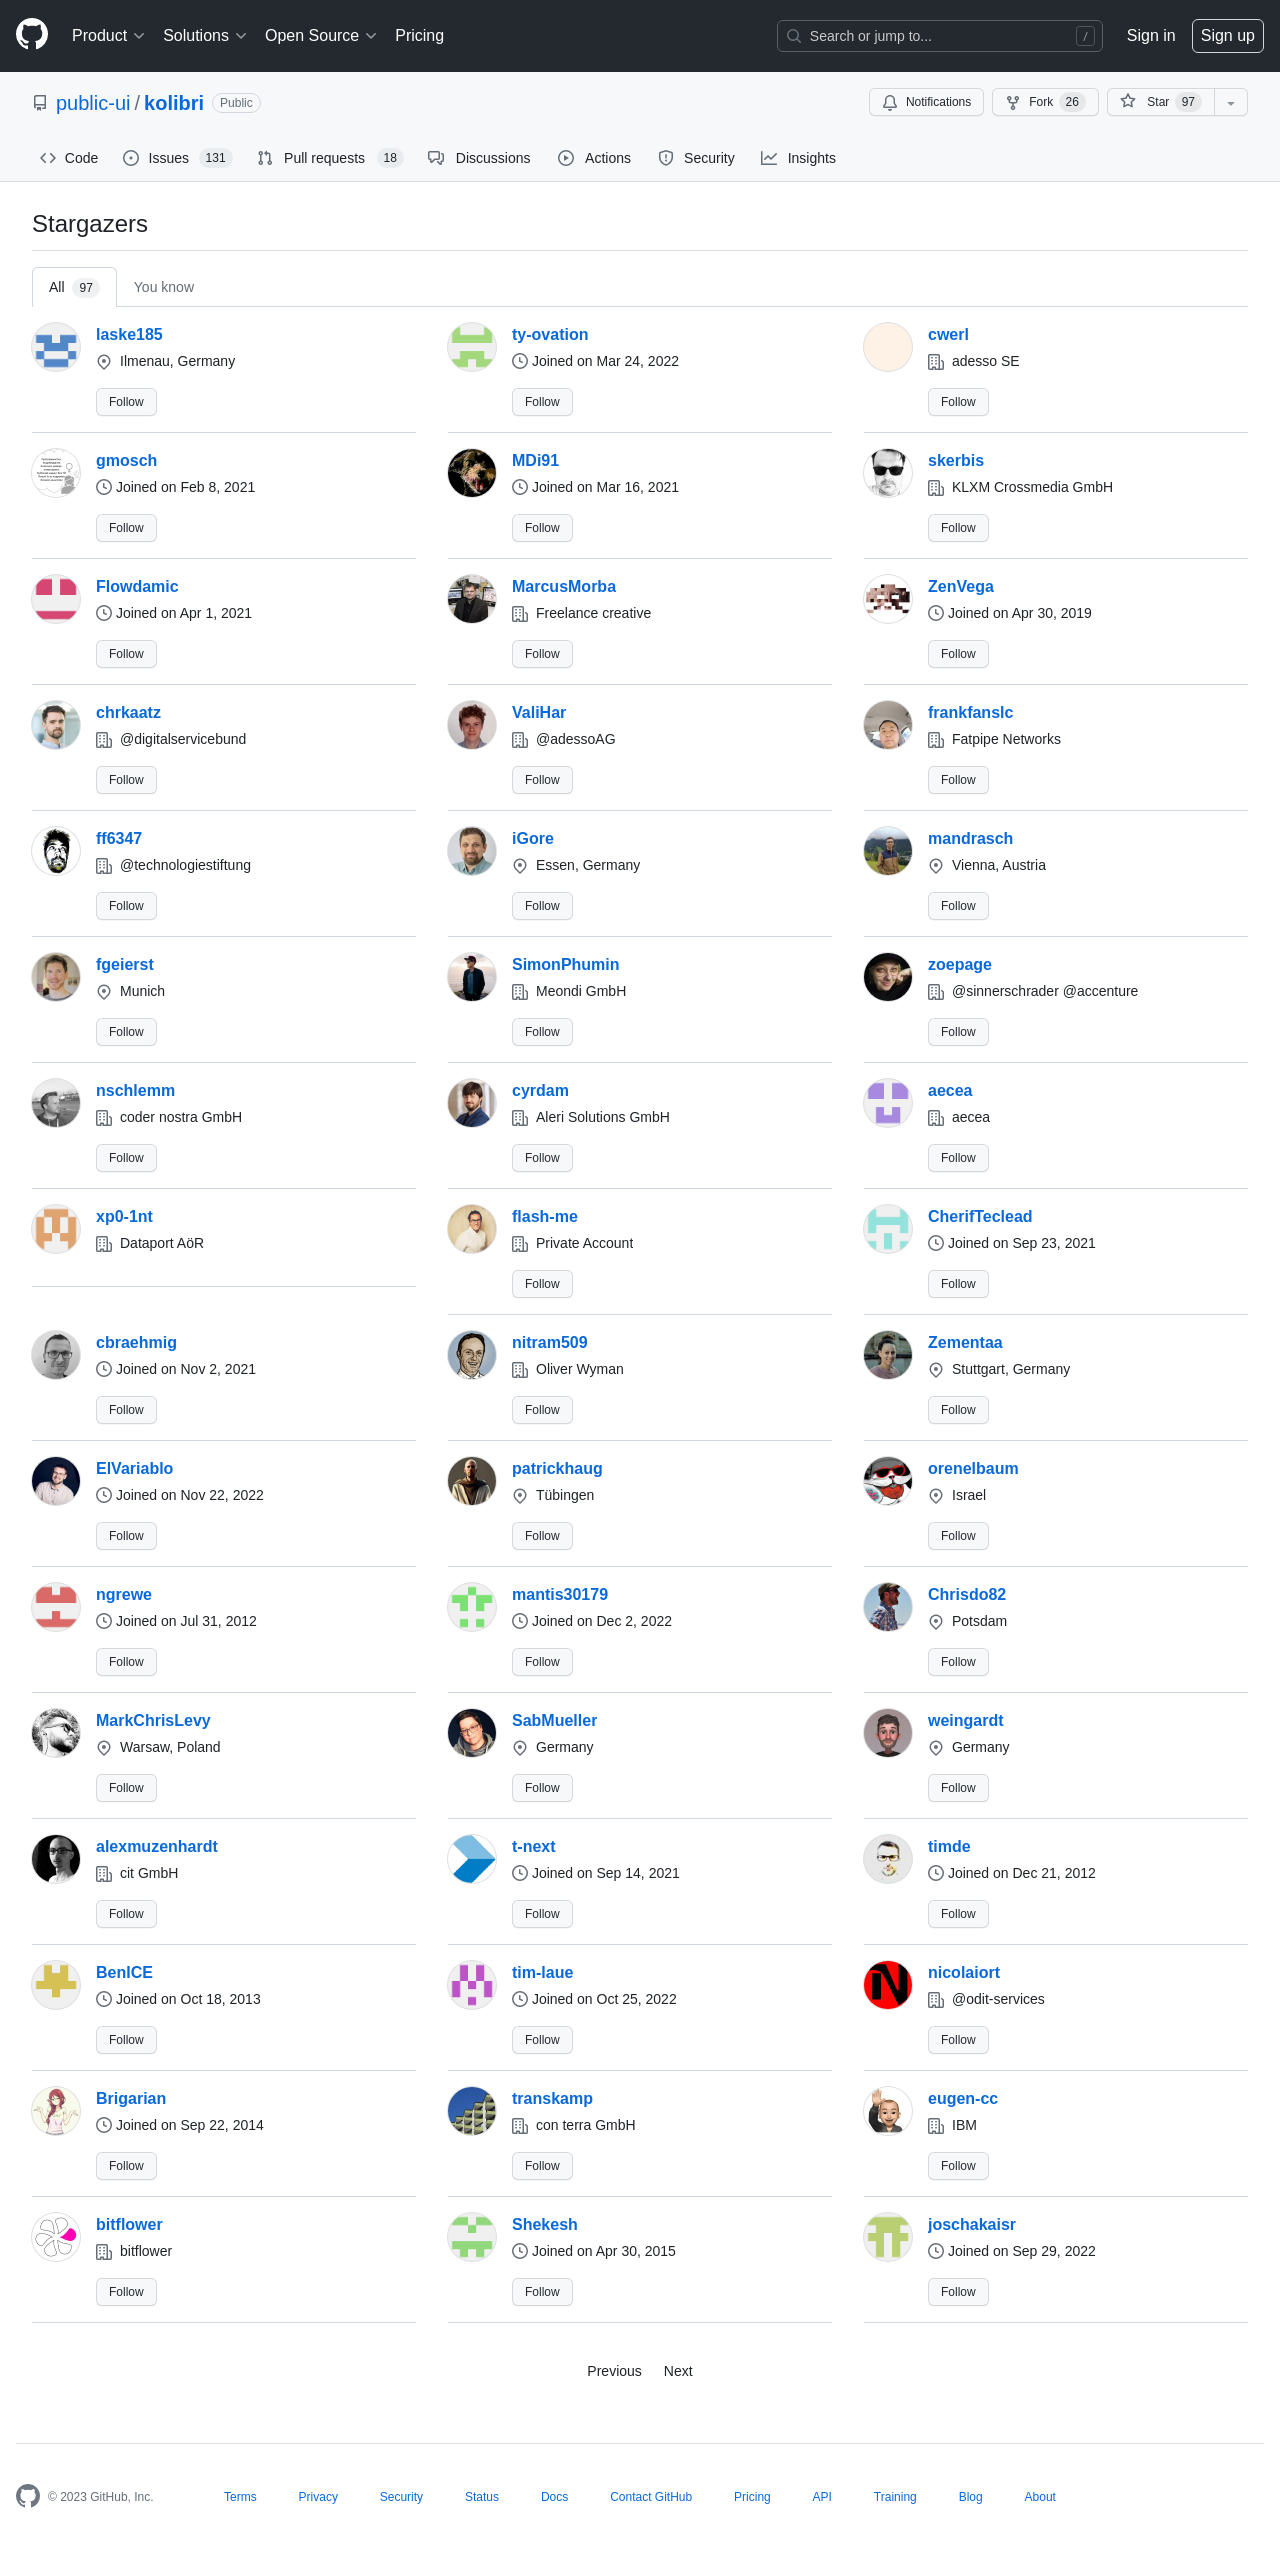 Product Solutions Open Source Pricing Search or jump to... / Sign in Sign up
public-ui / kolibri Public Notifications Fork 26 Star 97
Code Issues 131 Pull requests 18 Discussions Actions Security Insights
Stargazers
All 97 You know
laske185 ty-ovation cwerl
Ilmenau, Germany Joined on Mar 24, 2022 adesso SE
Follow Follow Follow
gmosch MDi91 skerbis
Joined on Feb 8, 2021 Joined on Mar 16, 2021 KLXM Crossmedia GmbH
Follow Follow Follow
Flowdamic MarcusMorba ZenVega
Joined on Apr 1, 2021 Freelance creative Joined on Apr 30, 2019
Follow Follow Follow
chrkaatz ValiHar frankfanslc
@digitalservicebund @adessoAG Fatpipe Networks
Follow Follow Follow
ff6347 iGore mandrasch
@technologiestiftung Essen, Germany Vienna, Austria
Follow Follow Follow
fgeierst SimonPhumin zoepage
Munich Meondi GmbH @sinnerschrader @accenture
Follow Follow Follow
nschlemm cyrdam aecea
coder nostra GmbH Aleri Solutions GmbH aecea
Follow Follow Follow
xp0-1nt flash-me CherifTeclead
Dataport AöR Private Account Joined on Sep 23, 2021
Follow Follow
cbraehmig nitram509 Zementaa
Joined on Nov 2, 2021 Oliver Wyman Stuttgart, Germany
Follow Follow Follow
ElVariablo patrickhaug orenelbaum
Joined on Nov 22, 2022 Tübingen Israel
Follow Follow Follow
ngrewe mantis30179 Chrisdo82
Joined on Jul 31, 2012 Joined on Dec 2, 2022 Potsdam
Follow Follow Follow
MarkChrisLevy SabMueller weingardt
Warsaw, Poland Germany Germany
Follow Follow Follow
alexmuzenhardt t-next timde
cit GmbH Joined on Sep 14, 2021 Joined on Dec 21, 2012
Follow Follow Follow
BenICE tim-laue nicolaiort
Joined on Oct 18, 2013 Joined on Oct 25, 2022 @odit-services
Follow Follow Follow
Brigarian transkamp eugen-cc
Joined on Sep 22, 2014 con terra GmbH IBM
Follow Follow Follow
bitflower Shekesh joschakaisr
bitflower Joined on Apr 30, 2015 Joined on Sep 29, 2022
Follow Follow Follow
Previous Next
© 2023 GitHub, Inc. Terms Privacy Security Status Docs Contact GitHub Pricing API Training Blog About